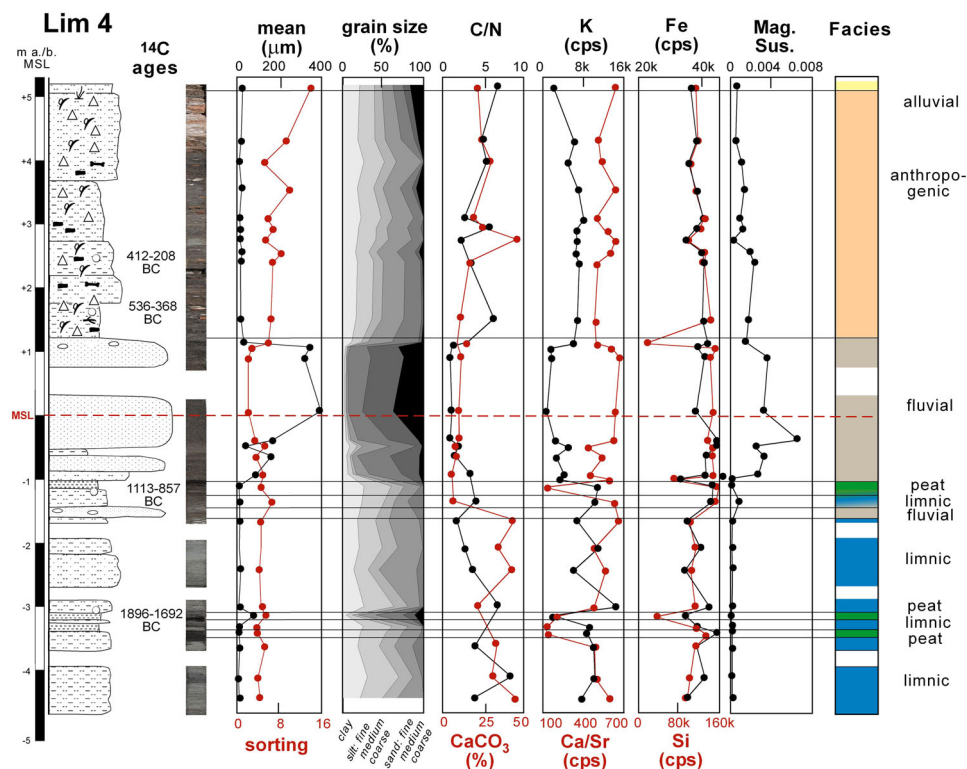 Lim 4
m a./b.
MSL
14C
ages
mean
(μm)
grain size
(%)
C/N
K
(cps)
Fe
(cps)
Mag.
Sus.
Facies
0 200 400
0 50 100
0 5 10
0 8k 16k
20k 40k
0 0.004 0.008
+5
+4
+3
+2
+1
MSL
-1
-2
-3
-4
-5
412-208
BC
536-368
BC
1113-857
BC
1896-1692
BC
alluvial
anthropo-
genic
fluvial
peat
limnic
fluvial
limnic
peat
limnic
peat
limnic
0 8 16
sorting
clay
silt: fine
medium
coarse
sand: fine
medium
coarse
25 50
CaCO3
(%)
100 400 700
Ca/Sr
(cps)
80k 160k
Si
(cps)